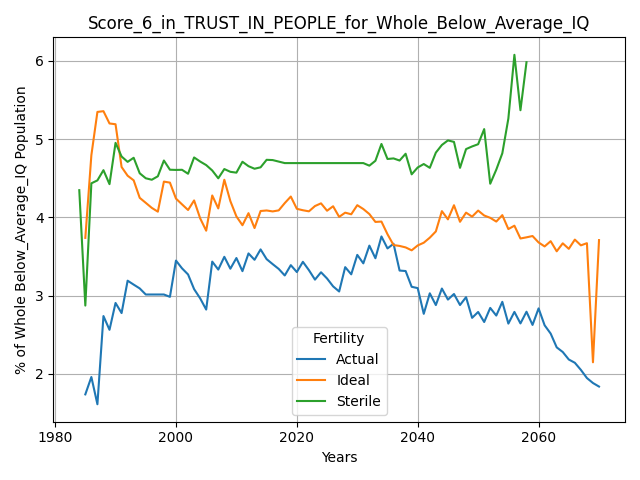 Score_6_in_TRUST_IN_PEOPLE_for_Whole_Below_Average_IQ
% of Whole Below_Average_IQ Population
6
5
4
3
2
Fertility
Actual
Ideal
Sterile
1980 2000 2020 2040 2060
Years